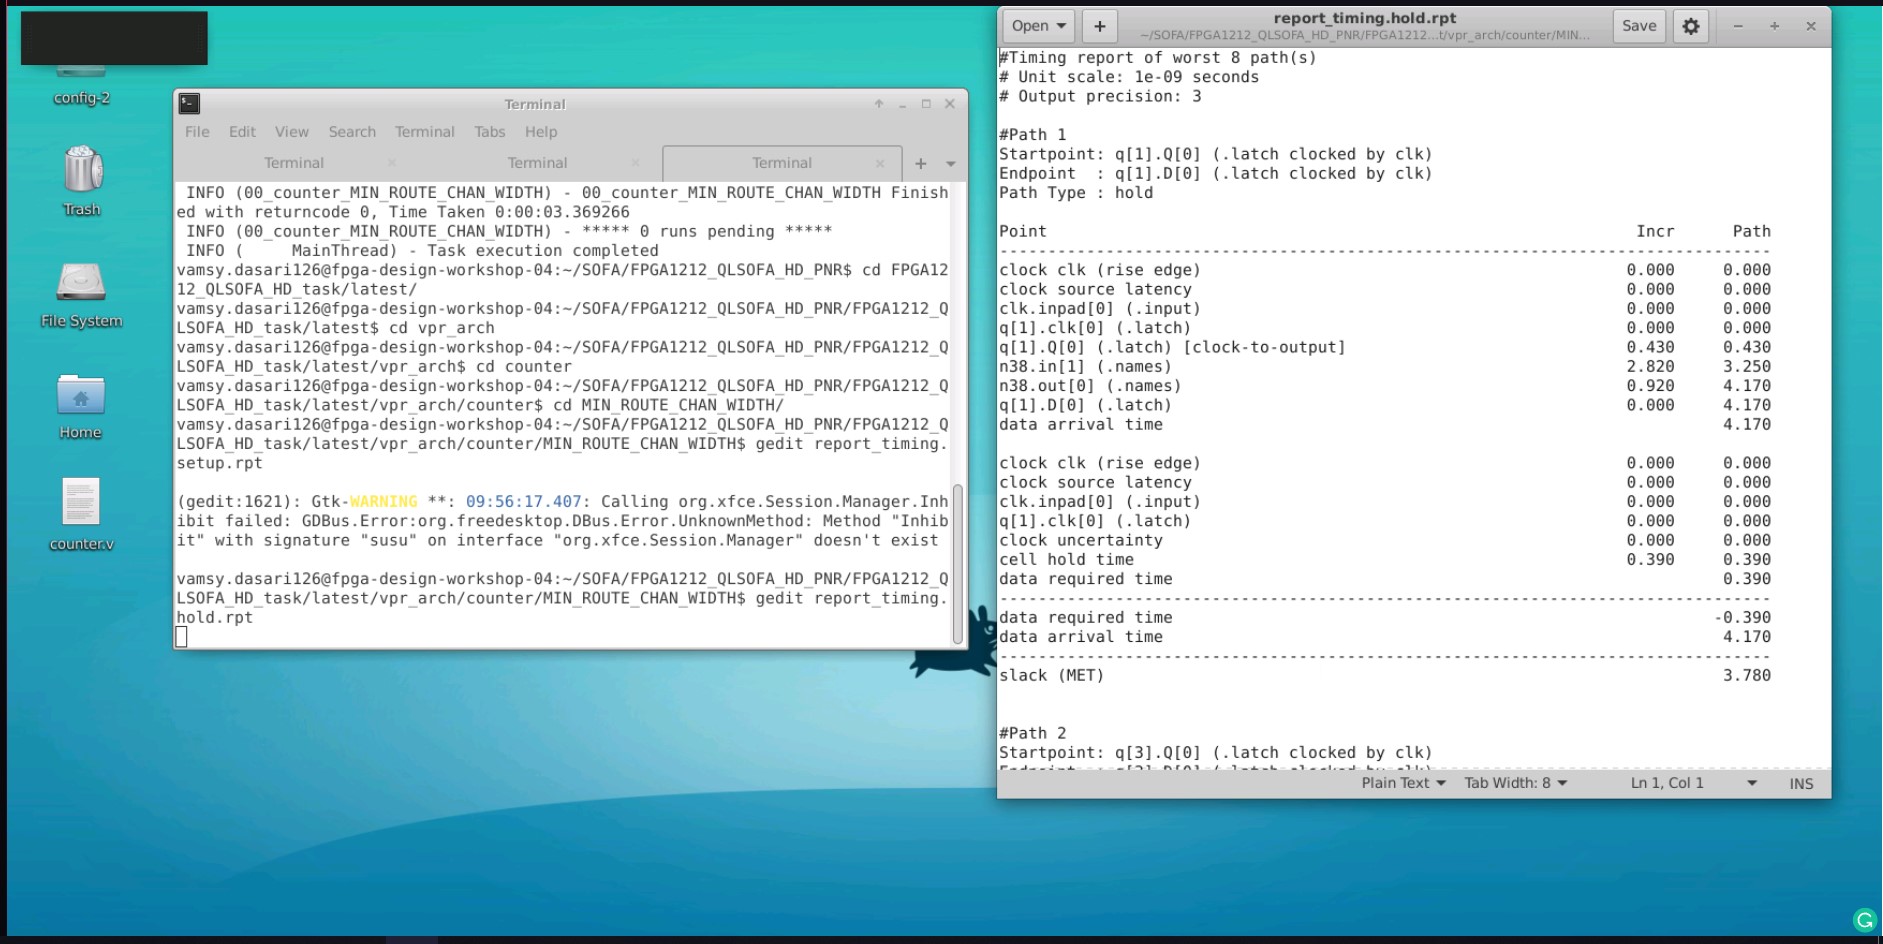 config-2
Trash
File System
Home
counter.v
Terminal
File Edit View Search Terminal Tabs Help
Terminal Terminal Terminal
INFO (00_counter_MIN_ROUTE_CHAN_WIDTH) - 00_counter_MIN_ROUTE_CHAN_WIDTH Finish
ed with returncode 0, Time Taken 0:00:03.369266
INFO (00_counter_MIN_ROUTE_CHAN_WIDTH) - ***** 0 runs pending *****
INFO (     MainThread) - Task execution completed
vamsy.dasari126@fpga-design-workshop-04:~/SOFA/FPGA1212_QLSOFA_HD_PNR$ cd FPGA12
12_QLSOFA_HD_task/latest/
vamsy.dasari126@fpga-design-workshop-04:~/SOFA/FPGA1212_QLSOFA_HD_PNR/FPGA1212_Q
LSOFA_HD_task/latest$ cd vpr_arch
vamsy.dasari126@fpga-design-workshop-04:~/SOFA/FPGA1212_QLSOFA_HD_PNR/FPGA1212_Q
LSOFA_HD_task/latest/vpr_arch$ cd counter
vamsy.dasari126@fpga-design-workshop-04:~/SOFA/FPGA1212_QLSOFA_HD_PNR/FPGA1212_Q
LSOFA_HD_task/latest/vpr_arch/counter$ cd MIN_ROUTE_CHAN_WIDTH/
vamsy.dasari126@fpga-design-workshop-04:~/SOFA/FPGA1212_QLSOFA_HD_PNR/FPGA1212_Q
LSOFA_HD_task/latest/vpr_arch/counter/MIN_ROUTE_CHAN_WIDTH$ gedit report_timing.
setup.rpt
(gedit:1621): Gtk-WARNING **: 09:56:17.407: Calling org.xfce.Session.Manager.Inh
ibit failed: GDBus.Error:org.freedesktop.DBus.Error.UnknownMethod: Method "Inhib
it" with signature "susu" on interface "org.xfce.Session.Manager" doesn't exist
vamsy.dasari126@fpga-design-workshop-04:~/SOFA/FPGA1212_QLSOFA_HD_PNR/FPGA1212_Q
LSOFA_HD_task/latest/vpr_arch/counter/MIN_ROUTE_CHAN_WIDTH$ gedit report_timing.
hold.rpt
Open + report_timing.hold.rpt Save
~/SOFA/FPGA1212_QLSOFA_HD_PNR/FPGA1212...t/vpr_arch/counter/MIN...
#Timing report of worst 8 path(s)
# Unit scale: 1e-09 seconds
# Output precision: 3
#Path 1
Startpoint: q[1].Q[0] (.latch clocked by clk)
Endpoint  : q[1].D[0] (.latch clocked by clk)
Path Type : hold
Point Incr Path
--------------------------------------------------------------------------------
clock clk (rise edge) 0.000 0.000
clock source latency 0.000 0.000
clk.inpad[0] (.input) 0.000 0.000
q[1].clk[0] (.latch) 0.000 0.000
q[1].Q[0] (.latch) [clock-to-output] 0.430 0.430
n38.in[1] (.names) 2.820 3.250
n38.out[0] (.names) 0.920 4.170
q[1].D[0] (.latch) 0.000 4.170
data arrival time 4.170
clock clk (rise edge) 0.000 0.000
clock source latency 0.000 0.000
clk.inpad[0] (.input) 0.000 0.000
q[1].clk[0] (.latch) 0.000 0.000
clock uncertainty 0.000 0.000
cell hold time 0.390 0.390
data required time 0.390
--------------------------------------------------------------------------------
data required time -0.390
data arrival time 4.170
--------------------------------------------------------------------------------
slack (MET) 3.780
#Path 2
Startpoint: q[3].Q[0] (.latch clocked by clk)
Plain Text Tab Width: 8 Ln 1, Col 1 INS